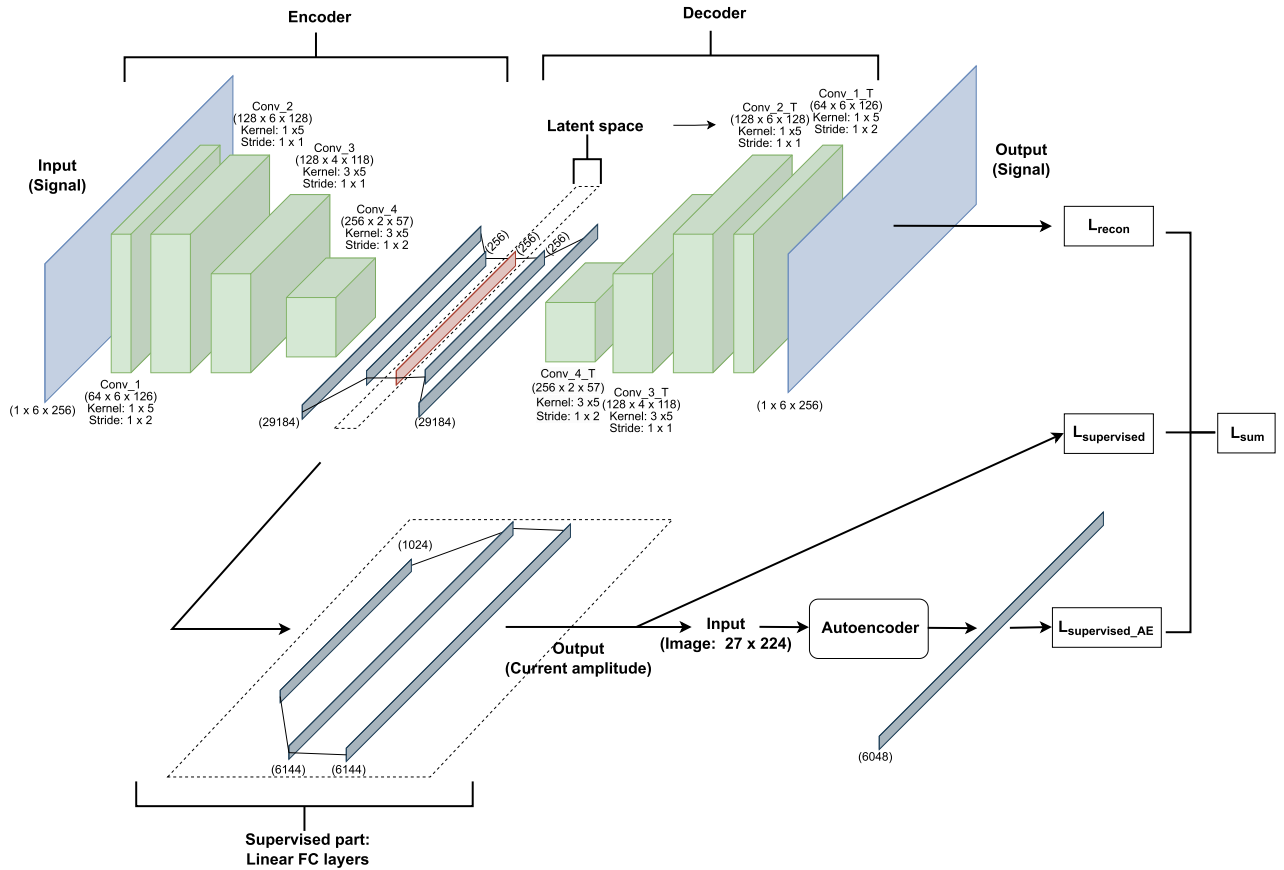 Encoder
Decoder
Conv_2
(128 x 6 x 128)
Kernel: 1 x5
Stride: 1 x 1
Conv_3
(128 x 4 x 118)
Kernel: 3 x5
Stride: 1 x 1
Conv_4
(256 x 2 x 57)
Kernel: 3 x5
Stride: 1 x 2
Input
(Signal)
Latent space
Conv_2_T
(128 x 6 x 128)
Kernel: 1 x5
Stride: 1 x 1
Conv_1_T
(64 x 6 x 126)
Kernel: 1 x 5
Stride: 1 x 2
Output
(Signal)
(256)
(256)
(256)
L recon
(1 x 6 x 256)
Conv_1
(64 x 6 x 126)
Kernel: 1 x 5
Stride: 1 x 2
(29184)
(29184)
Conv_4_T
(256 x 2 x 57)
Kernel: 3 x5
Stride: 1 x 2
Conv_3_T
(128 x 4 x 118)
Kernel: 3 x5
Stride: 1 x 1
(1 x 6 x 256)
L supervised
L sum
(1024)
Output
(Current amplitude)
Input
(Image: 27 x 224)
Autoencoder
L supervised_AE
(6144)
(6144)
(6048)
Supervised part:
Linear FC layers